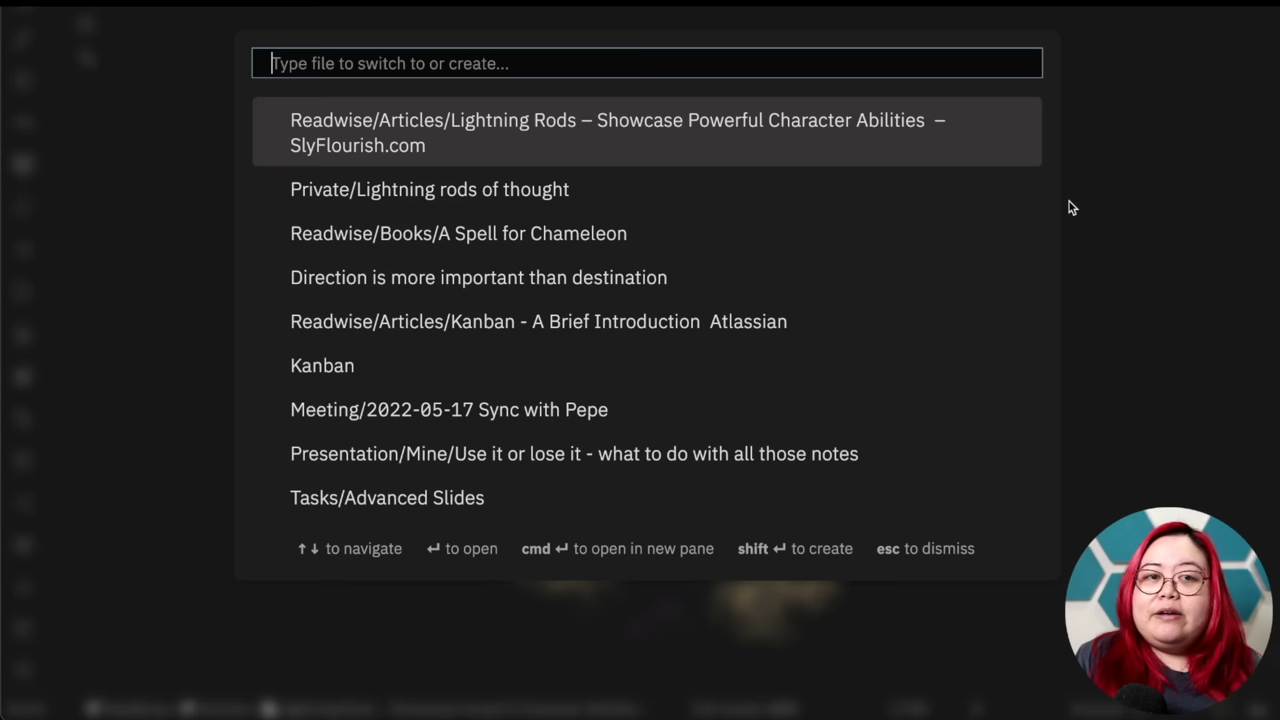 Type file to switch to or create...
Readwise/Articles/Lightning Rods – Showcase Powerful Character Abilities –
SlyFlourish.com
Private/Lightning rods of thought
Readwise/Books/A Spell for Chameleon
Direction is more important than destination
Readwise/Articles/Kanban - A Brief Introduction Atlassian
Kanban
Meeting/2022-05-17 Sync with Pepe
Presentation/Mine/Use it or lose it - what to do with all those notes
Tasks/Advanced Slides
↑↓ to navigate ↵ to open cmd ↵ to open in new pane shift ↵ to create esc to dismiss